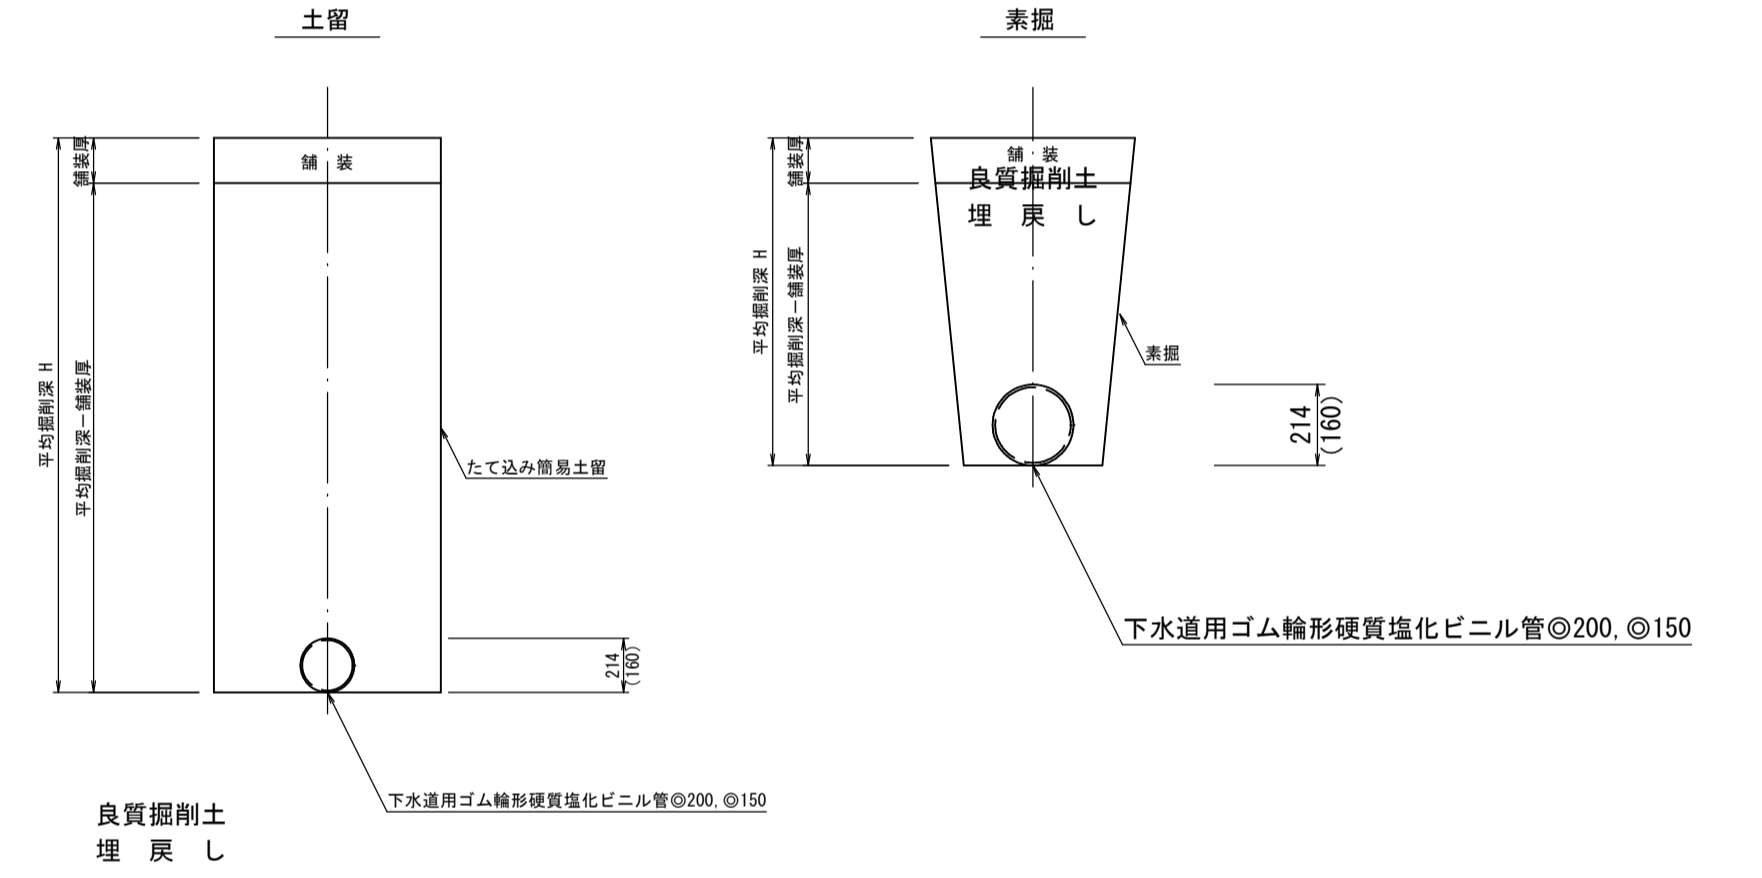 土留
舗装厚
舗 装
平均掘削深 H
平均掘削深－舗装厚
たて込み簡易土留
214
(160)
下水道用ゴム輪形硬質塩化ビニル管◎200, ◎150
良質掘削土
埋 戻 し
素掘
舗装厚
舗 装
良質掘削土
埋 戻 し
平均掘削深 H
平均掘削深－舗装厚
素掘
214
(160)
下水道用ゴム輪形硬質塩化ビニル管◎200, ◎150